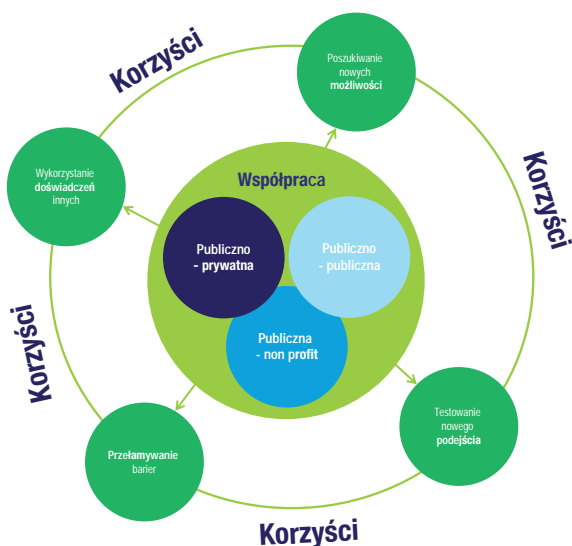 Korzyści
Poszukiwanie
nowych
możliwości
Wykorzystanie
doświadczeń
innych
Współpraca
Korzyści
Publiczno
- prywatna
Publiczno
- publiczna
Publiczna
- non profit
Korzyści
Testowanie
nowego
podejścia
Przełamywanie
barier
Korzyści